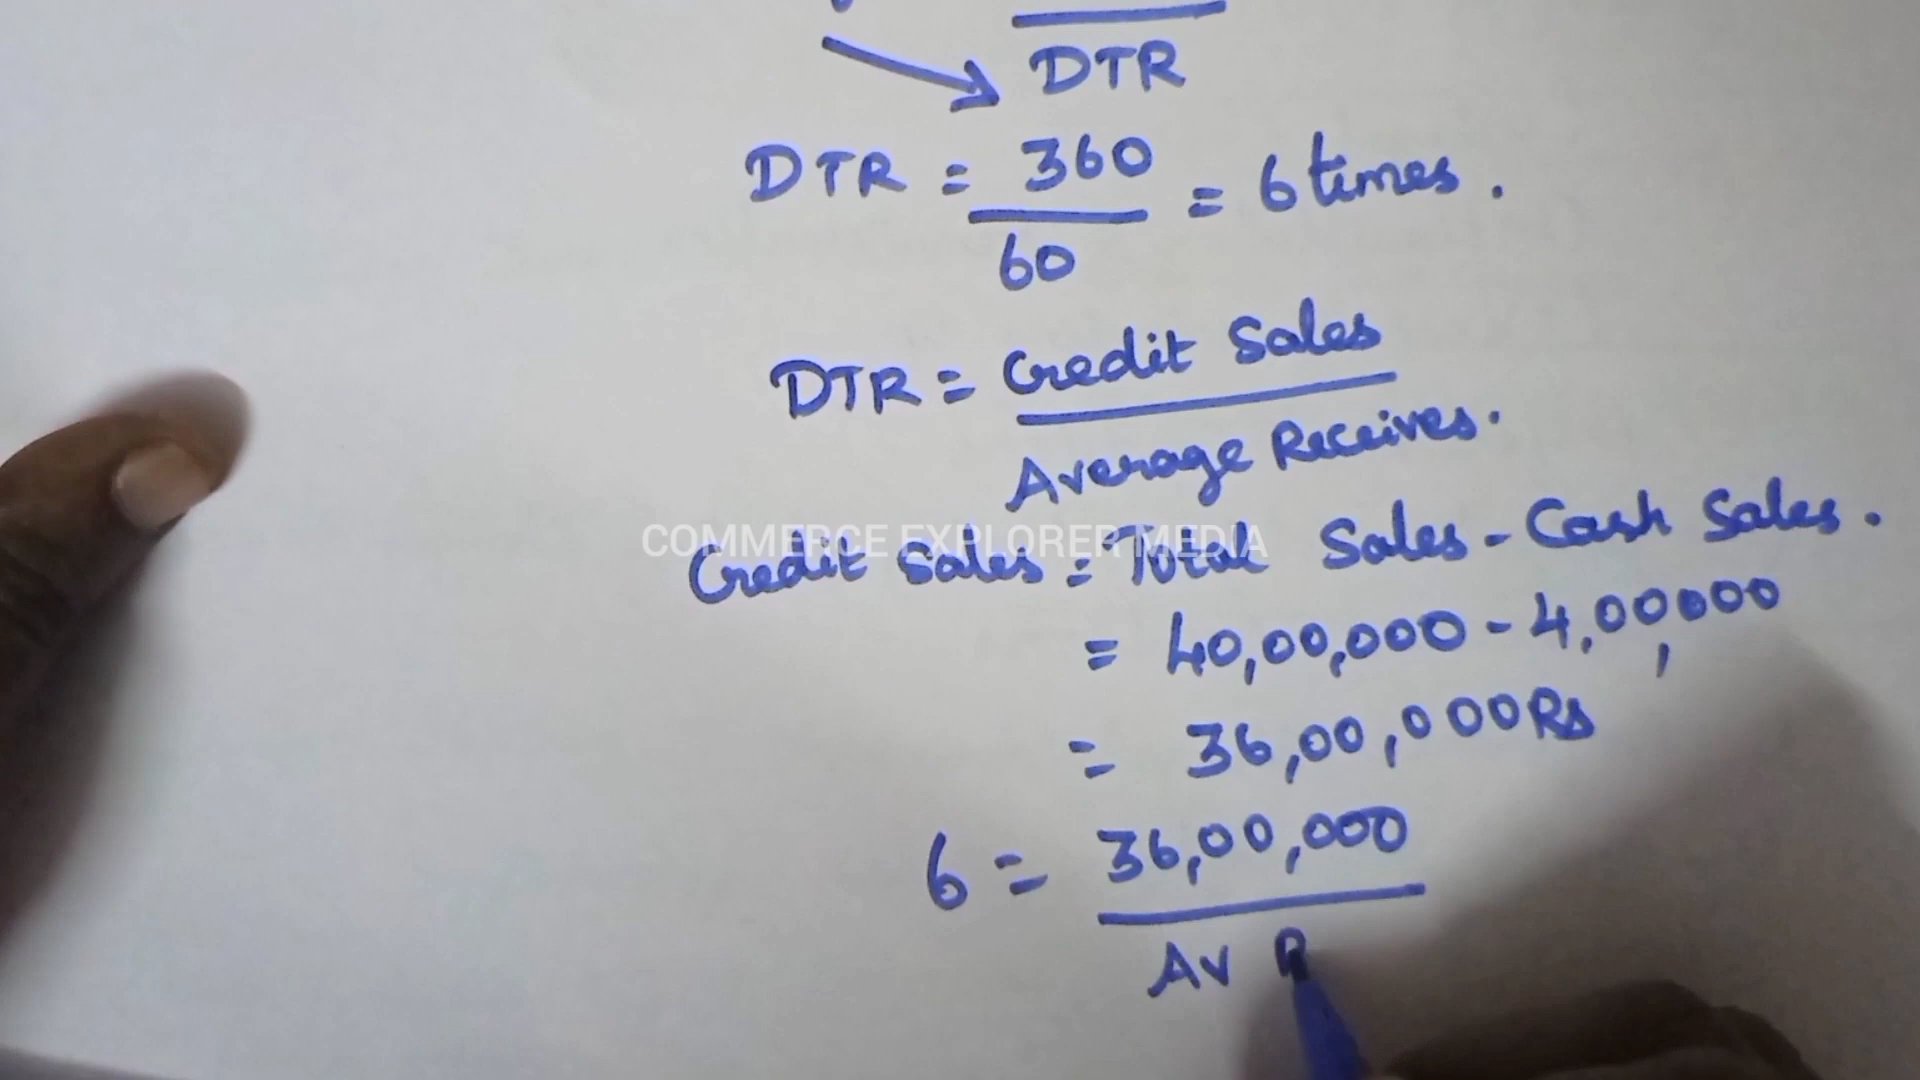 DTR
DTR = 360 / 60 = 6 times.
DTR = Credit Sales / Average Receives.
COMMERCE EXPLORER MEDIA
Credit Sales = Total Sales - Cash Sales.
= 40,00,000 - 4,00,000
= 36,00,000 Rs
6 = 36,00,000 / Av R